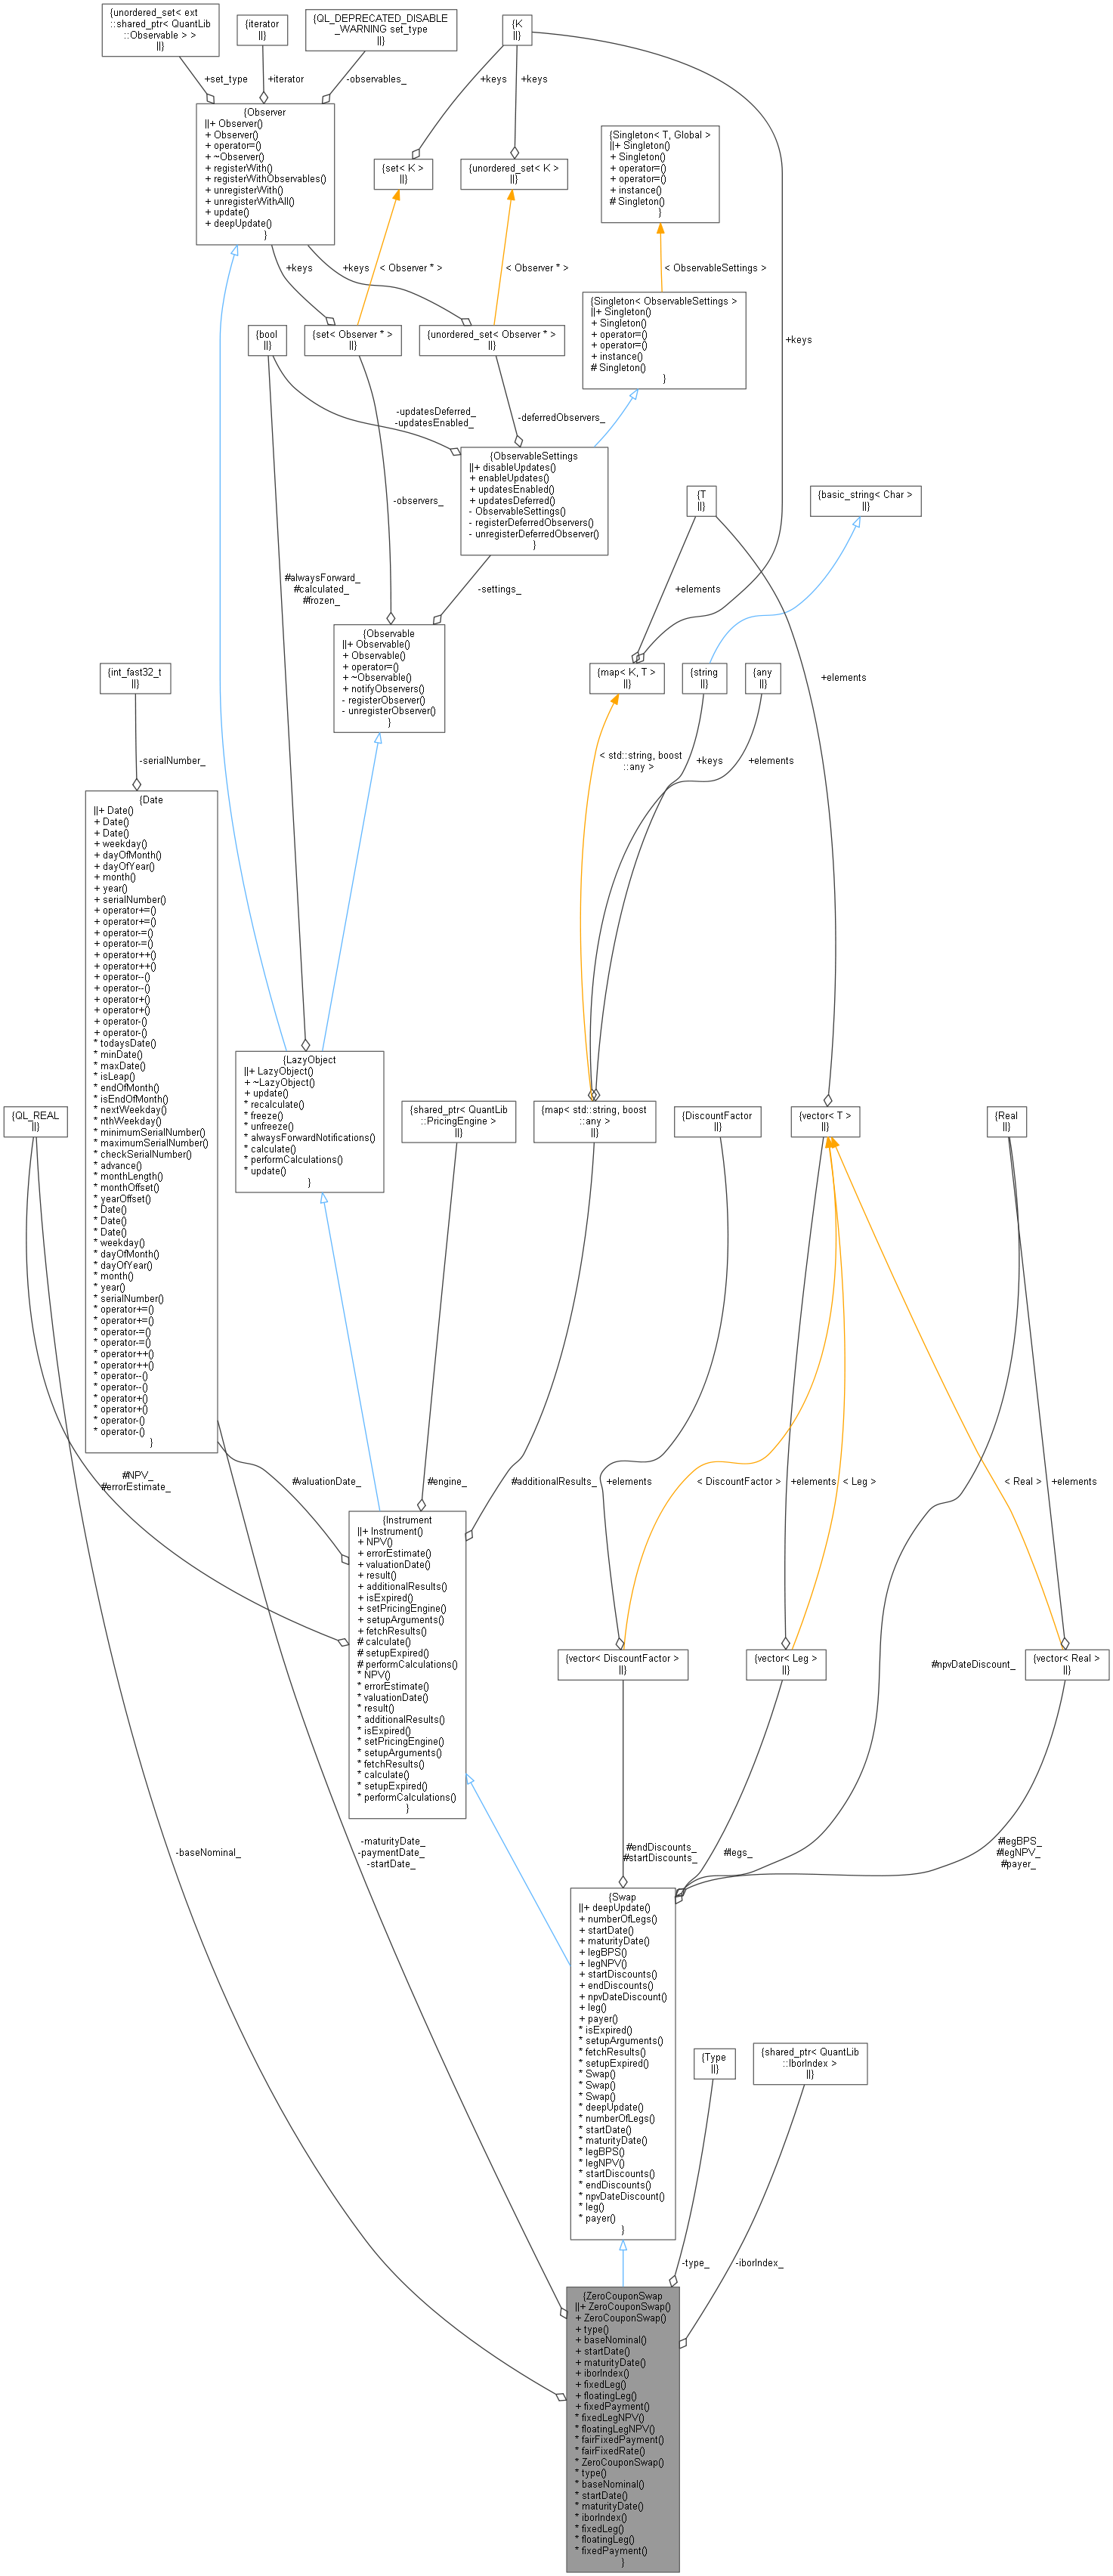 {unordered_set< ext
::shared_ptr< QuantLib
::Observable > >
||}
{iterator
||}
{QL_DEPRECATED_DISABLE
_WARNING set_type
||}
{K
||}
+set_type
+iterator
-observables_
+keys
+keys
{Observer
||+ Observer()
+ Observer()
+ operator=()
+ ~Observer()
+ registerWith()
+ registerWithObservables()
+ unregisterWith()
+ unregisterWithAll()
+ update()
+ deepUpdate()
}
{set< K >
||}
{unordered_set< K >
||}
{Singleton< T, Global >
||+ Singleton()
+ Singleton()
+ operator=()
+ operator=()
+ instance()
# Singleton()
}
+keys
+keys
< Observer * >
< Observer * >
< ObservableSettings >
{bool
||}
{set< Observer * >
||}
{unordered_set< Observer * >
||}
{Singleton< ObservableSettings >
||+ Singleton()
+ Singleton()
+ operator=()
+ operator=()
+ instance()
# Singleton()
}
+keys
-updatesDeferred_
-updatesEnabled_
-deferredObservers_
{ObservableSettings
||+ disableUpdates()
+ enableUpdates()
+ updatesEnabled()
+ updatesDeferred()
- ObservableSettings()
- registerDeferredObservers()
- unregisterDeferredObserver()
}
-observers_
{T
||}
{basic_string< Char >
||}
#alwaysForward_
#calculated_
#frozen_
-settings_
+elements
{Observable
||+ Observable()
+ Observable()
+ operator=()
+ ~Observable()
+ notifyObservers()
- registerObserver()
- unregisterObserver()
}
{int_fast32_t
||}
{map< K, T >
||}
{string
||}
{any
||}
+elements
-serialNumber_
< std::string, boost
::any >
+keys
+elements
{Date
||+ Date()
+ Date()
+ Date()
+ weekday()
+ dayOfMonth()
+ dayOfYear()
+ month()
+ year()
+ serialNumber()
+ operator+=()
+ operator+=()
+ operator-=()
+ operator-=()
+ operator++()
+ operator++()
+ operator--()
+ operator--()
+ operator+()
+ operator+()
+ operator-()
+ operator-()
* todaysDate()
* minDate()
* maxDate()
* isLeap()
* endOfMonth()
* isEndOfMonth()
* nextWeekday()
* nthWeekday()
* minimumSerialNumber()
* maximumSerialNumber()
* checkSerialNumber()
* advance()
* monthLength()
* monthOffset()
* yearOffset()
* Date()
* Date()
* Date()
* weekday()
* dayOfMonth()
* dayOfYear()
* month()
* year()
* serialNumber()
* operator+=()
* operator+=()
* operator-=()
* operator-=()
* operator++()
* operator++()
* operator--()
* operator--()
* operator+()
* operator+()
* operator-()
* operator-()
}
{LazyObject
||+ LazyObject()
+ ~LazyObject()
+ update()
* recalculate()
* freeze()
* unfreeze()
* alwaysForwardNotifications()
* calculate()
* performCalculations()
* update()
}
{QL_REAL
||}
{shared_ptr< QuantLib
::PricingEngine >
||}
{map< std::string, boost
::any >
||}
{DiscountFactor
||}
{vector< T >
||}
{Real
||}
#NPV_
#errorEstimate_
#valuationDate_
#engine_
#additionalResults_
+elements
< DiscountFactor >
+elements
< Leg >
< Real >
+elements
{Instrument
||+ Instrument()
+ NPV()
+ errorEstimate()
+ valuationDate()
+ result()
+ additionalResults()
+ isExpired()
+ setPricingEngine()
+ setupArguments()
+ fetchResults()
# calculate()
# setupExpired()
# performCalculations()
* NPV()
* errorEstimate()
* valuationDate()
* result()
* additionalResults()
* isExpired()
* setPricingEngine()
* setupArguments()
* fetchResults()
* calculate()
* setupExpired()
* performCalculations()
}
{vector< DiscountFactor >
||}
{vector< Leg >
||}
{vector< Real >
||}
#npvDateDiscount_
-baseNominal_
-maturityDate_
-paymentDate_
-startDate_
#endDiscounts_
#startDiscounts_
#legs_
#legBPS_
#legNPV_
#payer_
{Swap
||+ deepUpdate()
+ numberOfLegs()
+ startDate()
+ maturityDate()
+ legBPS()
+ legNPV()
+ startDiscounts()
+ endDiscounts()
+ npvDateDiscount()
+ leg()
+ payer()
* isExpired()
* setupArguments()
* fetchResults()
* setupExpired()
* Swap()
* Swap()
* Swap()
* deepUpdate()
* numberOfLegs()
* startDate()
* maturityDate()
* legBPS()
* legNPV()
* startDiscounts()
* endDiscounts()
* npvDateDiscount()
* leg()
* payer()
}
{Type
||}
{shared_ptr< QuantLib
::IborIndex >
||}
-type_
-iborIndex_
{ZeroCouponSwap
||+ ZeroCouponSwap()
+ ZeroCouponSwap()
+ type()
+ baseNominal()
+ startDate()
+ maturityDate()
+ iborIndex()
+ fixedLeg()
+ floatingLeg()
+ fixedPayment()
* fixedLegNPV()
* floatingLegNPV()
* fairFixedPayment()
* fairFixedRate()
* ZeroCouponSwap()
* type()
* baseNominal()
* startDate()
* maturityDate()
* iborIndex()
* fixedLeg()
* floatingLeg()
* fixedPayment()
}